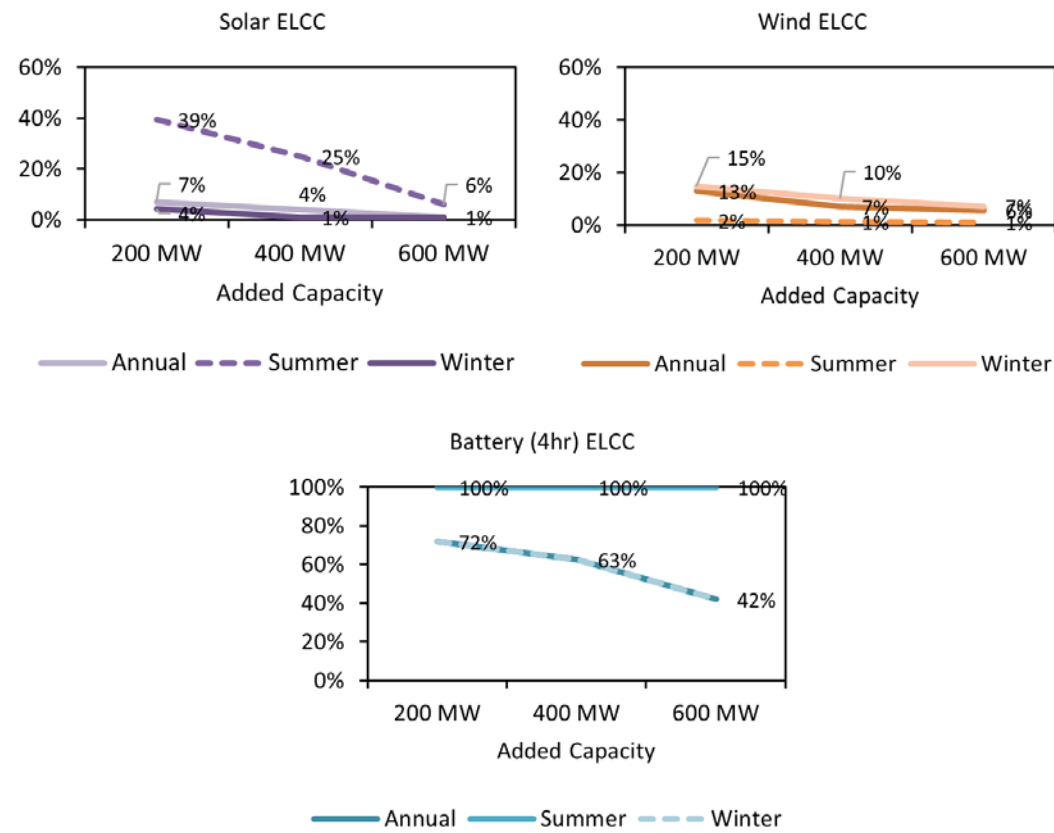 Solar ELCC
60%
40%
20%
0%
39%
25%
7%
4%
6%
4%
1%
1%
200 MW 400 MW 600 MW
Added Capacity
Annual Summer Winter
Wind ELCC
60%
40%
20%
0%
15%
10%
13%
7%
7%
6%
2%
1%
1%
200 MW 400 MW 600 MW
Added Capacity
Annual Summer Winter
Battery (4hr) ELCC
100%
80%
60%
40%
20%
0%
100% 100% 100%
72%
63%
42%
200 MW 400 MW 600 MW
Added Capacity
Annual Summer Winter